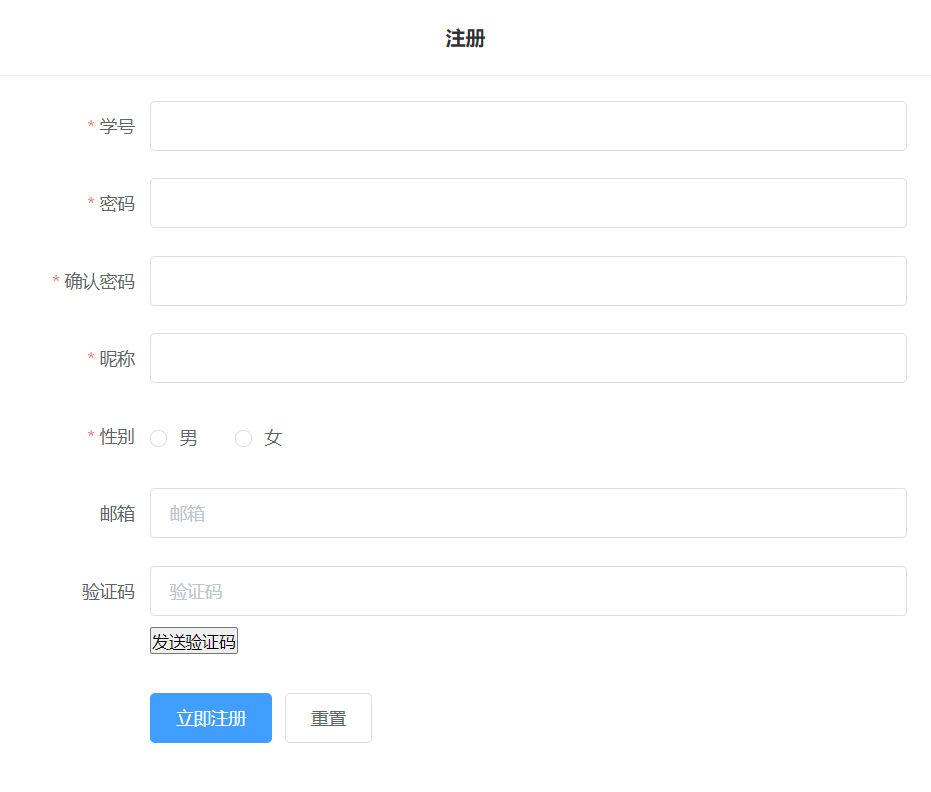 注册
* 学号
* 密码
* 确认密码
* 昵称
* 性别 男 女
邮箱 邮箱
验证码 验证码
发送验证码
立即注册 重置